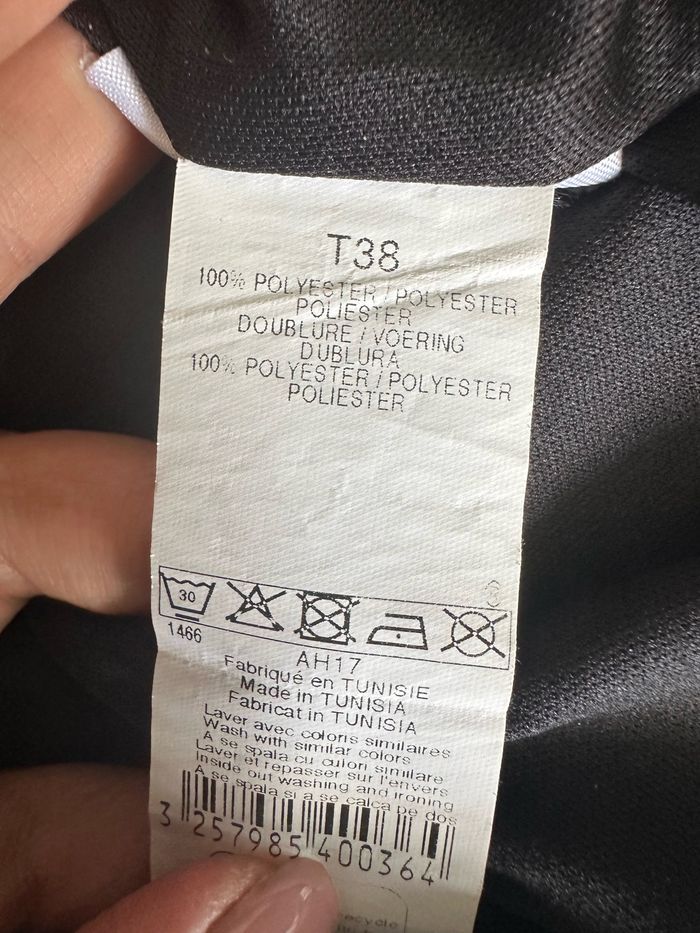 T38
100% POLYESTER / POLYESTER
POLIESTER
DOUBLURE / VOERING
DUBLURA
100% POLYESTER / POLYESTER
POLIESTER
30
1466
AH17
Fabriqué en TUNISIE
Made in TUNISIA
Fabricat in TUNISIA
Laver avec coloris similaires
Wash with similar colors
A se spala cu culori similare
Laver et repasser sur l'envers
Inside out washing and ironing
A se spala si a se calca pe dos
3 257985 400364
recycle